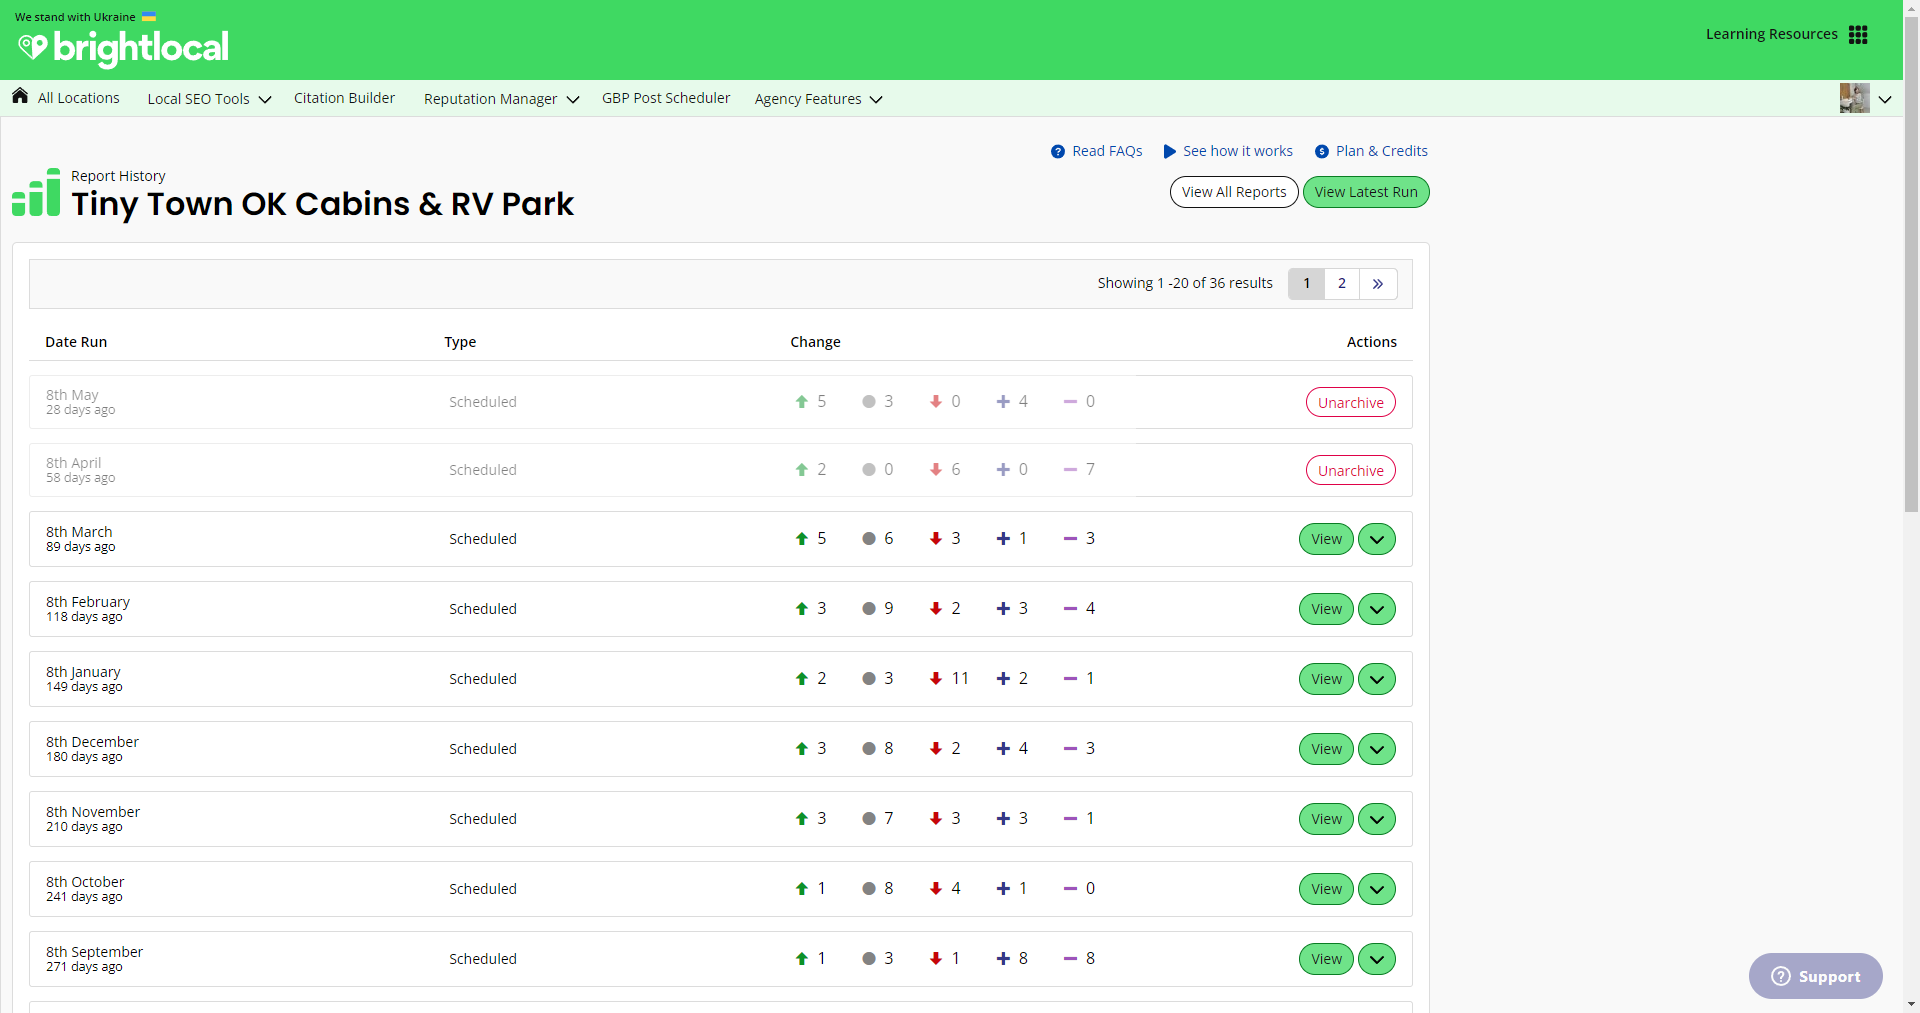 We stand with Ukraine
brightlocal
Learning Resources
All Locations Local SEO Tools Citation Builder Reputation Manager GBP Post Scheduler Agency Features
Read FAQs See how it works Plan & Credits
Report History
Tiny Town OK Cabins & RV Park
View All Reports View Latest Run
Showing 1 -20 of 36 results 1 2 »
Date Run Type Change Actions
8th May
28 days ago
Scheduled 5 3 0 4 0 Unarchive
8th April
58 days ago
Scheduled 2 0 6 0 7 Unarchive
8th March
89 days ago
Scheduled 5 6 3 1 3 View
8th February
118 days ago
Scheduled 3 9 2 3 4 View
8th January
149 days ago
Scheduled 2 3 11 2 1 View
8th December
180 days ago
Scheduled 3 8 2 4 3 View
8th November
210 days ago
Scheduled 3 7 3 3 1 View
8th October
241 days ago
Scheduled 1 8 4 1 0 View
8th September
271 days ago
Scheduled 1 3 1 8 8 View
Support